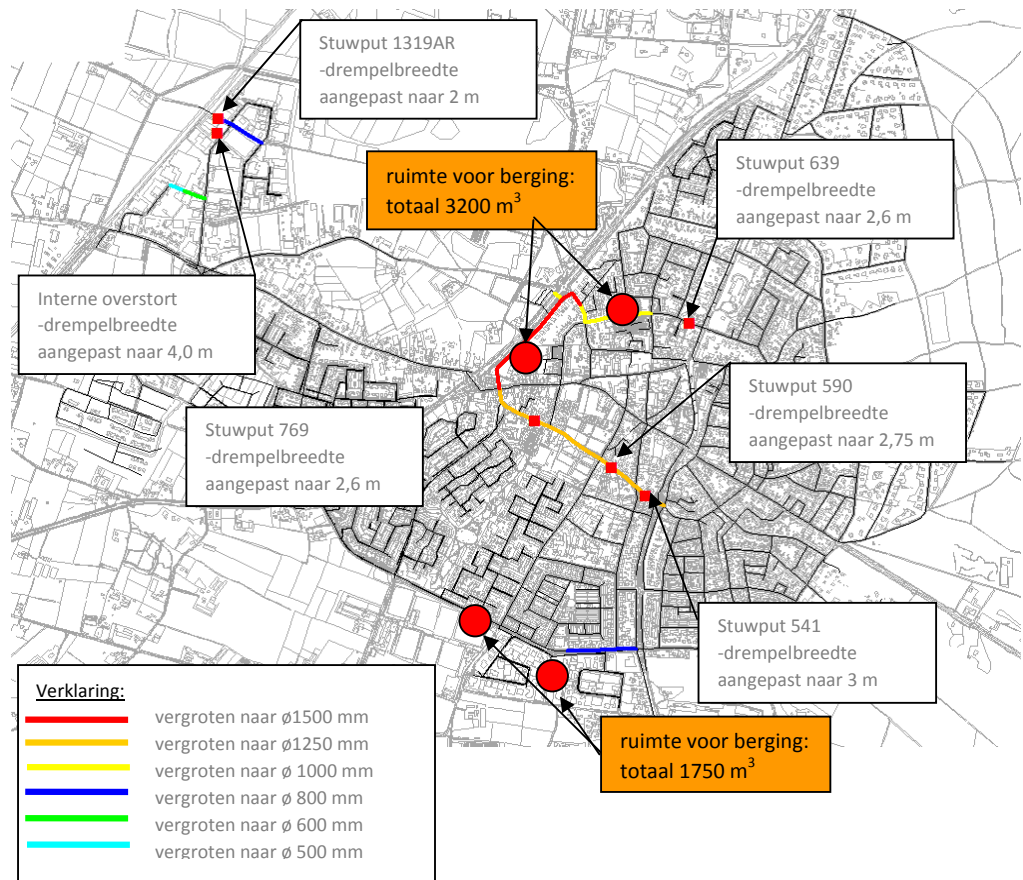 Stuwput 1319AR
-drempelbreedte
aangepast naar 2 m
ruimte voor berging:
totaal 3200 m³
Stuwput 639
-drempelbreedte
aangepast naar 2,6 m
Interne overstort
-drempelbreedte
aangepast naar 4,0 m
Stuwput 769
-drempelbreedte
aangepast naar 2,6 m
Stuwput 590
-drempelbreedte
aangepast naar 2,75 m
Stuwput 541
-drempelbreedte
aangepast naar 3 m
ruimte voor berging:
totaal 1750 m³
Verklaring:
vergroten naar ø1500 mm
vergroten naar ø1250 mm
vergroten naar ø 1000 mm
vergroten naar ø 800 mm
vergroten naar ø 600 mm
vergroten naar ø 500 mm